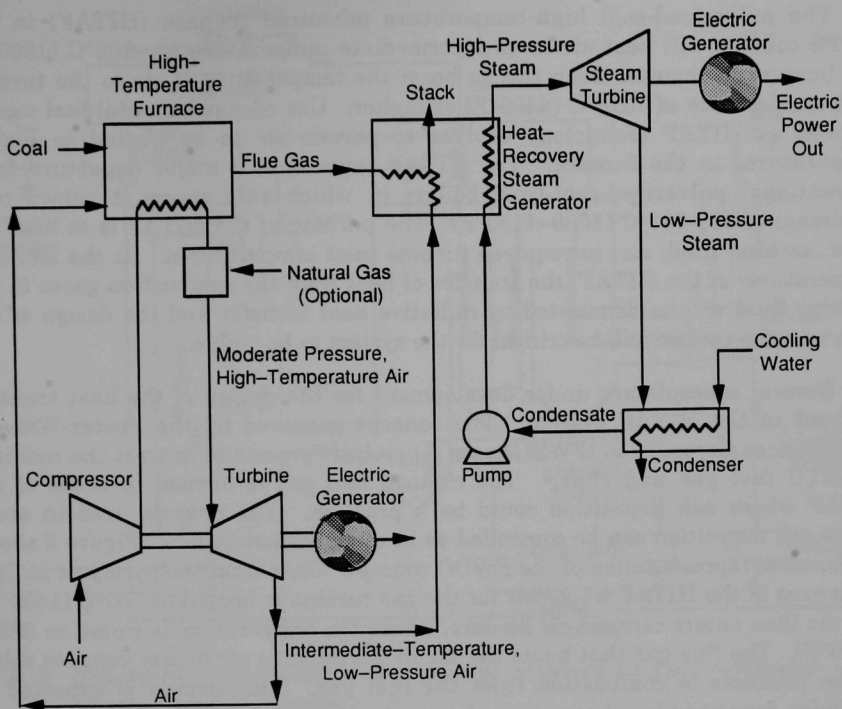 High–Pressure
Steam
Electric
Generator
High–
Temperature
Furnace
Stack
Steam
Turbine
Electric
Power
Out
Coal
Flue Gas
Heat–
Recovery
Steam
Generator
Low–Pressure
Steam
Natural Gas
(Optional)
Moderate Pressure,
High–Temperature Air
Cooling
Water
Condensate
Pump
Condenser
Compressor
Turbine
Electric
Generator
Air
Intermediate–Temperature,
Low–Pressure Air
Air